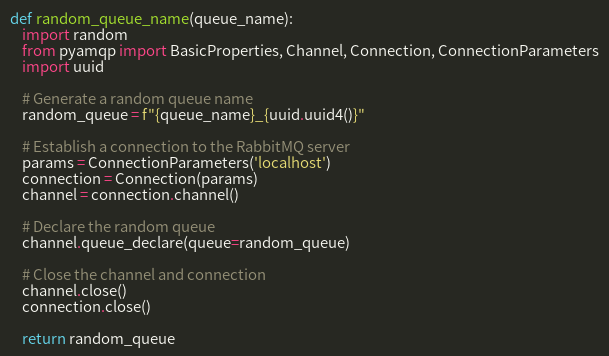 def random_queue_name(queue_name):
    import random
    from pyamqp import BasicProperties, Channel, Connection, ConnectionParameters
    import uuid

    # Generate a random queue name
    random_queue = f"{queue_name}_{uuid.uuid4()}"

    # Establish a connection to the RabbitMQ server
    params = ConnectionParameters('localhost')
    connection = Connection(params)
    channel = connection.channel()

    # Declare the random queue
    channel.queue_declare(queue=random_queue)

    # Close the channel and connection
    channel.close()
    connection.close()

    return random_queue